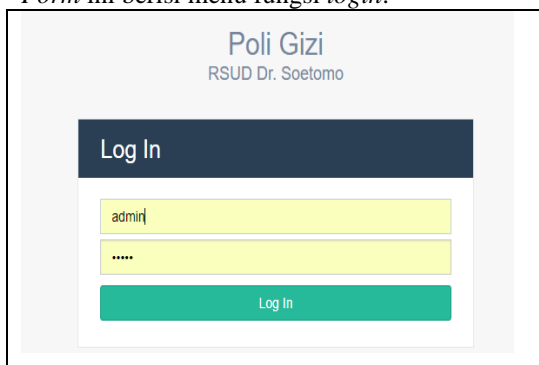 Form ini berisi menu fungsi login.
Poli Gizi
RSUD Dr. Soetomo
Log In
admin
•••••
Log In